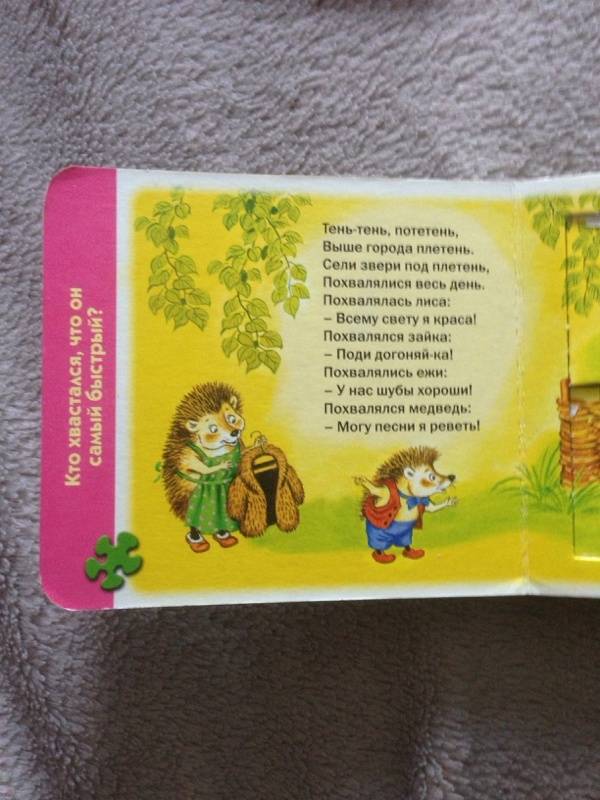 Кто хвастался, что он
самый быстрый?
Тень-тень, потетень,
Выше города плетень.
Сели звери под плетень,
Похвалялися весь день.
Похвалялась лиса:
– Всему свету я краса!
Похвалялся зайка:
– Поди догоняй-ка!
Похвалялись ежи:
– У нас шубы хороши!
Похвалялся медведь:
– Могу песни я реветь!